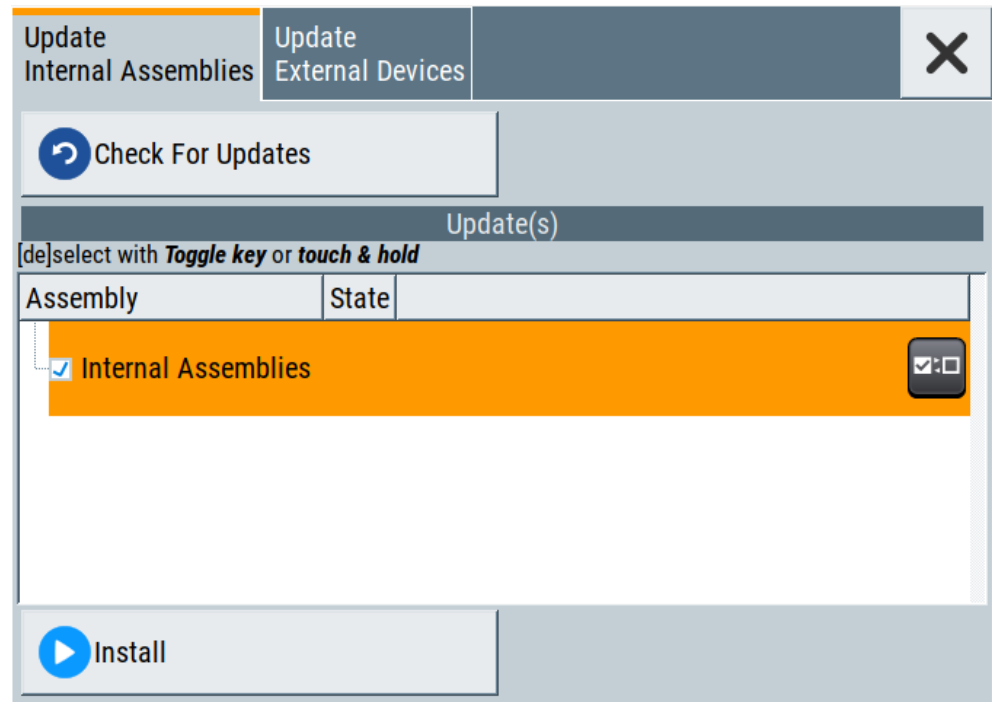 Update
Internal Assemblies
Update
External Devices
Check For Updates
Update(s)
[de]select with Toggle key or touch & hold
Assembly State
Internal Assemblies
Install